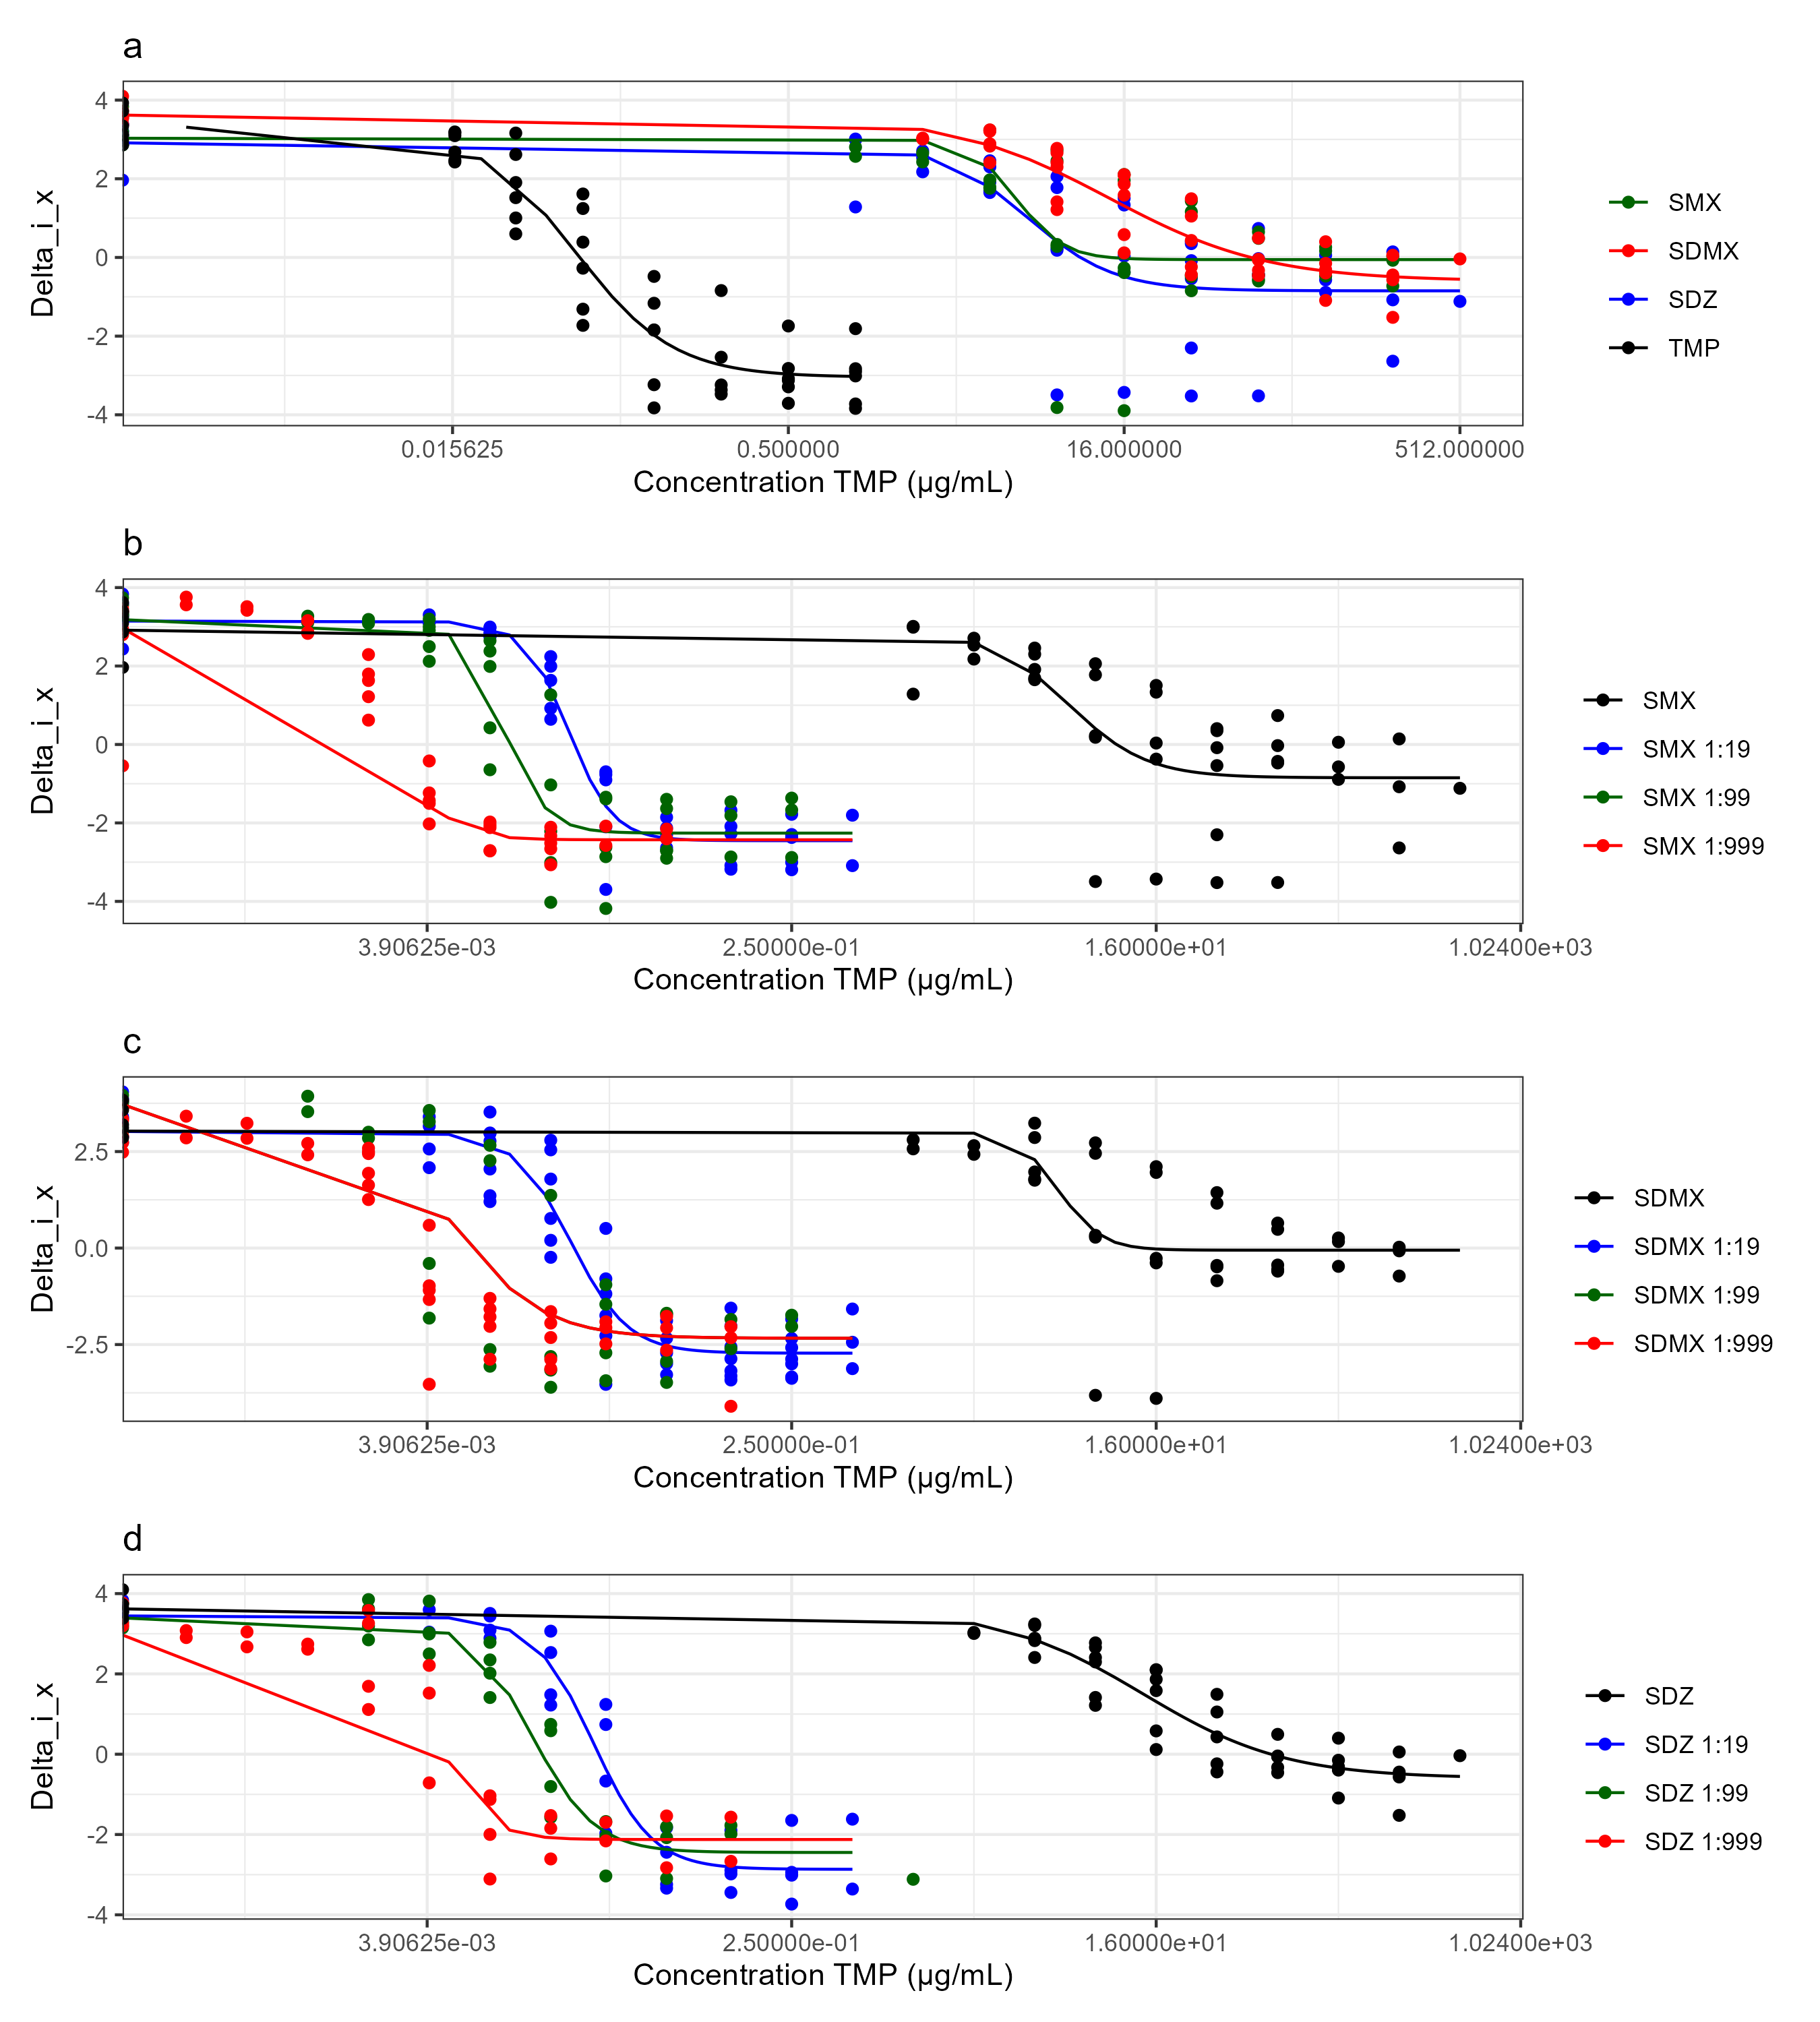 a
4
2
0
-2
-4
Delta_i_x
0.015625
0.500000
16.000000
512.000000
Concentration TMP (µg/mL)
SMX
SDMX
SDZ
TMP
b
4
2
0
-2
-4
Delta_i_x
3.90625e-03
2.50000e-01
1.60000e+01
1.02400e+03
Concentration TMP (µg/mL)
SMX
SMX 1:19
SMX 1:99
SMX 1:999
c
2.5
0.0
-2.5
Delta_i_x
3.90625e-03
2.50000e-01
1.60000e+01
1.02400e+03
Concentration TMP (µg/mL)
SDMX
SDMX 1:19
SDMX 1:99
SDMX 1:999
d
4
2
0
-2
-4
Delta_i_x
3.90625e-03
2.50000e-01
1.60000e+01
1.02400e+03
Concentration TMP (µg/mL)
SDZ
SDZ 1:19
SDZ 1:99
SDZ 1:999